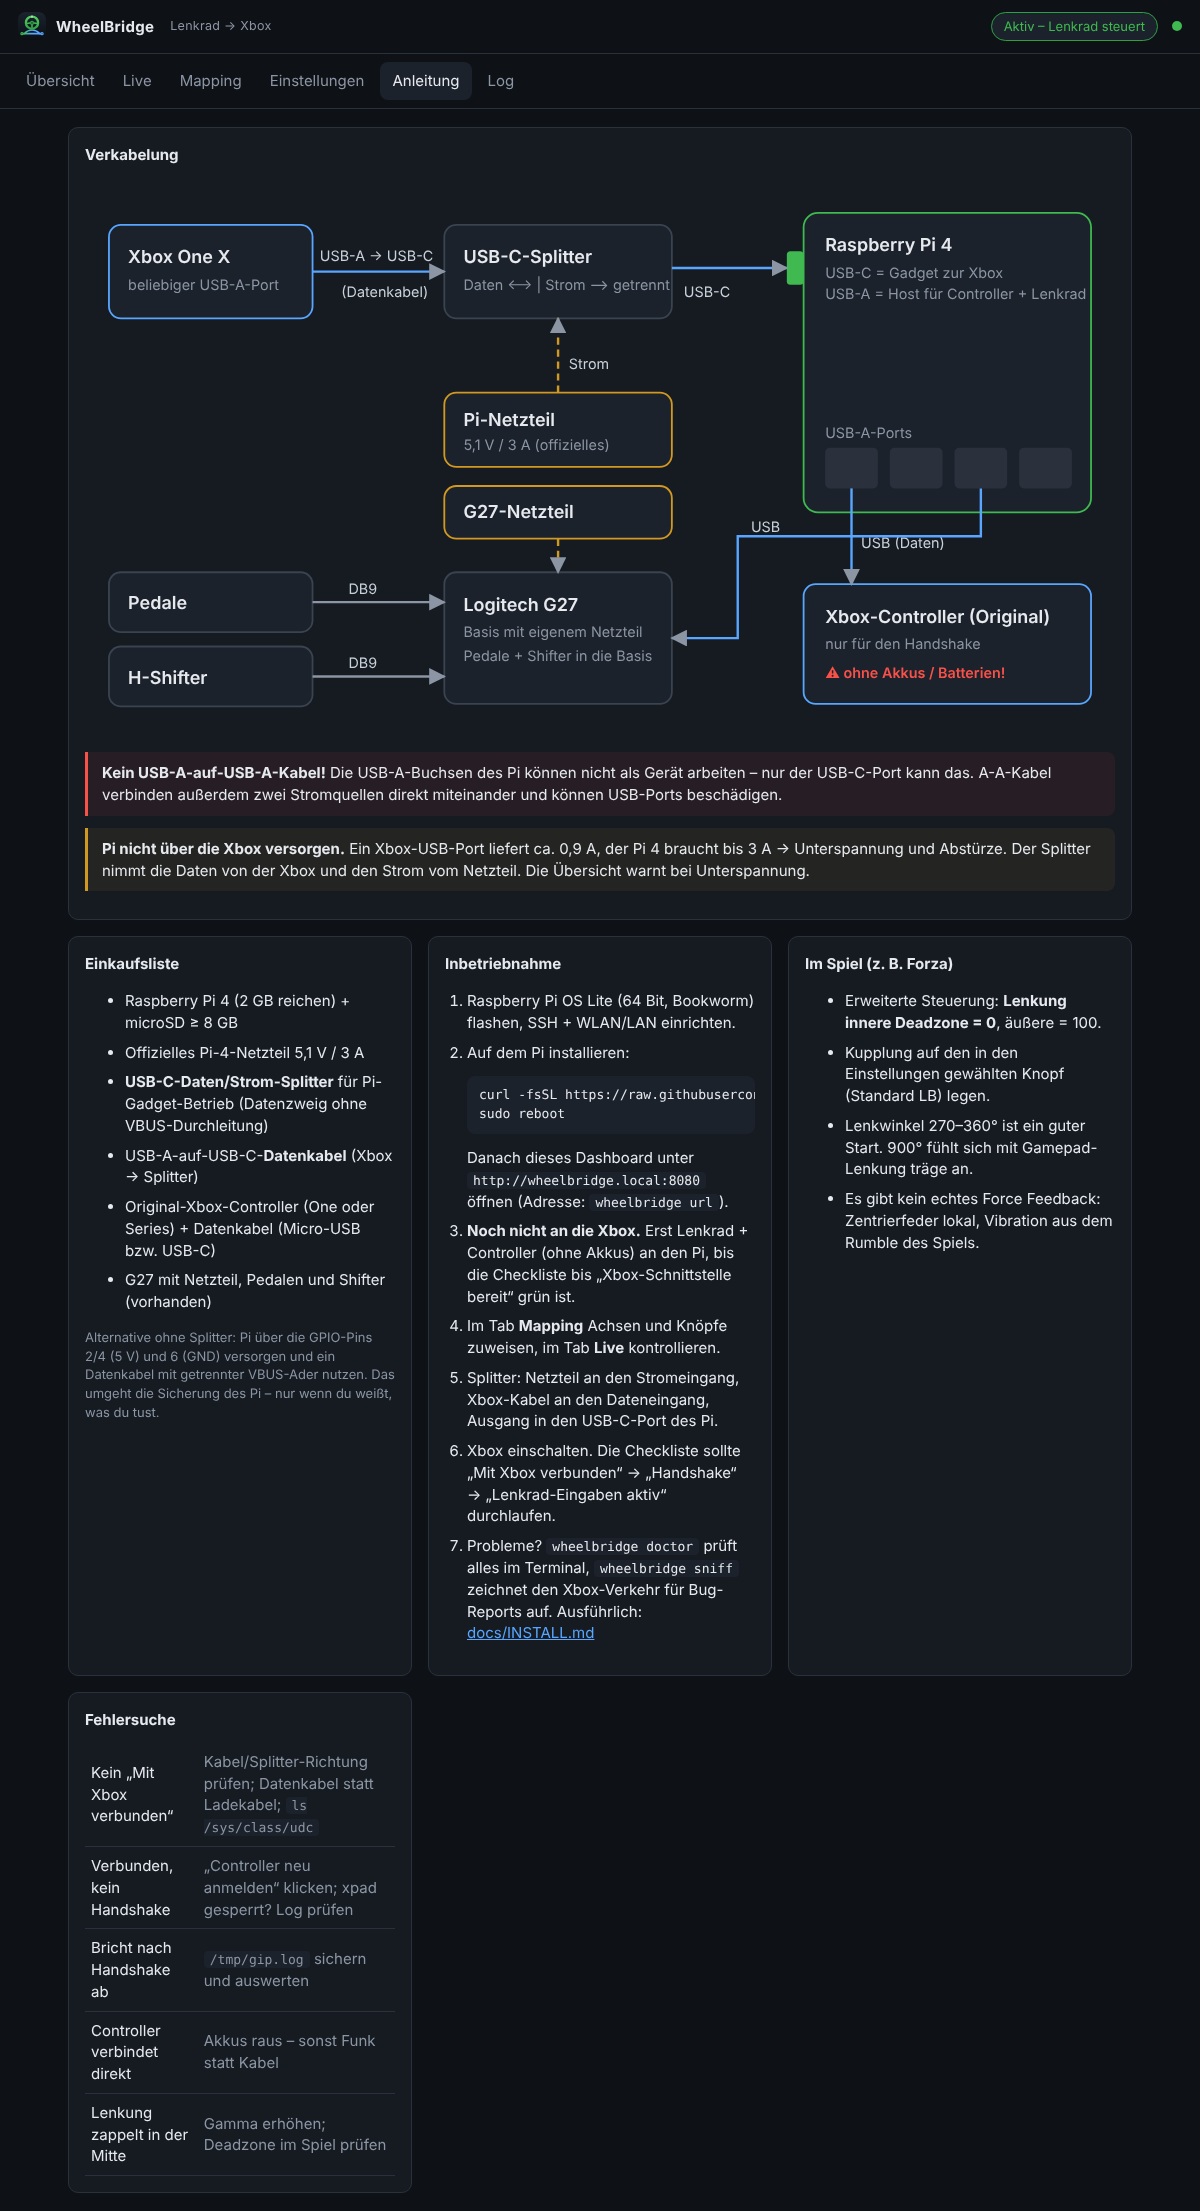 WheelBridge Lenkrad → Xbox
Aktiv – Lenkrad steuert
Übersicht Live Mapping Einstellungen Anleitung Log
Verkabelung
Xbox One X
beliebiger USB-A-Port
USB-A → USB-C
(Datenkabel)
USB-C-Splitter
Daten ⟷ | Strom ⟶ getrennt
USB-C
Raspberry Pi 4
USB-C = Gadget zur Xbox
USB-A = Host für Controller + Lenkrad
Strom
Pi-Netzteil
5,1 V / 3 A (offizielles)
USB-A-Ports
G27-Netzteil
USB
USB (Daten)
Pedale
DB9
H-Shifter
DB9
Logitech G27
Basis mit eigenem Netzteil
Pedale + Shifter in die Basis
Xbox-Controller (Original)
nur für den Handshake
⚠ ohne Akkus / Batterien!
Kein USB-A-auf-USB-A-Kabel! Die USB-A-Buchsen des Pi können nicht als Gerät arbeiten – nur der USB-C-Port kann das. A-A-Kabel
verbinden außerdem zwei Stromquellen direkt miteinander und können USB-Ports beschädigen.
Pi nicht über die Xbox versorgen. Ein Xbox-USB-Port liefert ca. 0,9 A, der Pi 4 braucht bis 3 A → Unterspannung und Abstürze. Der Splitter
nimmt die Daten von der Xbox und den Strom vom Netzteil. Die Übersicht warnt bei Unterspannung.
Einkaufsliste
• Raspberry Pi 4 (2 GB reichen) +
microSD ≥ 8 GB
• Offizielles Pi-4-Netzteil 5,1 V / 3 A
• USB-C-Daten/Strom-Splitter für Pi-
Gadget-Betrieb (Datenzweig ohne
VBUS-Durchleitung)
• USB-A-auf-USB-C-Datenkabel (Xbox
→ Splitter)
• Original-Xbox-Controller (One oder
Series) + Datenkabel (Micro-USB
bzw. USB-C)
• G27 mit Netzteil, Pedalen und Shifter
(vorhanden)
Alternative ohne Splitter: Pi über die GPIO-Pins
2/4 (5 V) und 6 (GND) versorgen und ein
Datenkabel mit getrennter VBUS-Ader nutzen. Das
umgeht die Sicherung des Pi – nur wenn du weißt,
was du tust.
Inbetriebnahme
1. Raspberry Pi OS Lite (64 Bit, Bookworm)
flashen, SSH + WLAN/LAN einrichten.
2. Auf dem Pi installieren:
curl -fsSL https://raw.githubuserco
sudo reboot
Danach dieses Dashboard unter
http://wheelbridge.local:8080
öffnen (Adresse: wheelbridge url ).
3. Noch nicht an die Xbox. Erst Lenkrad +
Controller (ohne Akku) an den Pi, bis
die Checkliste bis „Xbox-Schnittstelle
bereit“ grün ist.
4. Im Tab Mapping Achsen und Knöpfe
zuweisen, im Tab Live kontrollieren.
5. Splitter: Netzteil an den Stromeingang,
Xbox-Kabel an den Dateneingang,
Ausgang in den USB-C-Port des Pi.
6. Xbox einschalten. Die Checkliste sollte
„Mit Xbox verbunden“ → „Handshake“
→ „Lenkrad-Eingaben aktiv“
durchlaufen.
7. Probleme? wheelbridge doctor prüft
alles im Terminal, wheelbridge sniff
zeichnet den Xbox-Verkehr für Bug-
Reports auf. Ausführlich:
docs/INSTALL.md
Im Spiel (z. B. Forza)
• Erweiterte Steuerung: Lenkung
innere Deadzone = 0, äußere = 100.
• Kupplung auf den in den
Einstellungen gewählten Knopf
(Standard LB) legen.
• Lenkwinkel 270–360° ist ein guter
Start. 900° fühlt sich mit Gamepad-
Lenkung träge an.
• Es gibt kein echtes Force Feedback:
Zentrierfeder lokal, Vibration aus dem
Rumble des Spiels.
Fehlersuche
Kein „Mit
Xbox
verbunden“
Kabel/Splitter-Richtung
prüfen; Datenkabel statt
Ladekabel; ls
/sys/class/udc
Verbunden,
kein
Handshake
„Controller neu
anmelden“ klicken; xpad
gesperrt? Log prüfen
Bricht nach
Handshake
ab
/tmp/gip.log sichern
und auswerten
Controller
verbindet
direkt
Akkus raus – sonst Funk
statt Kabel
Lenkung
zappelt in der
Mitte
Gamma erhöhen;
Deadzone im Spiel prüfen